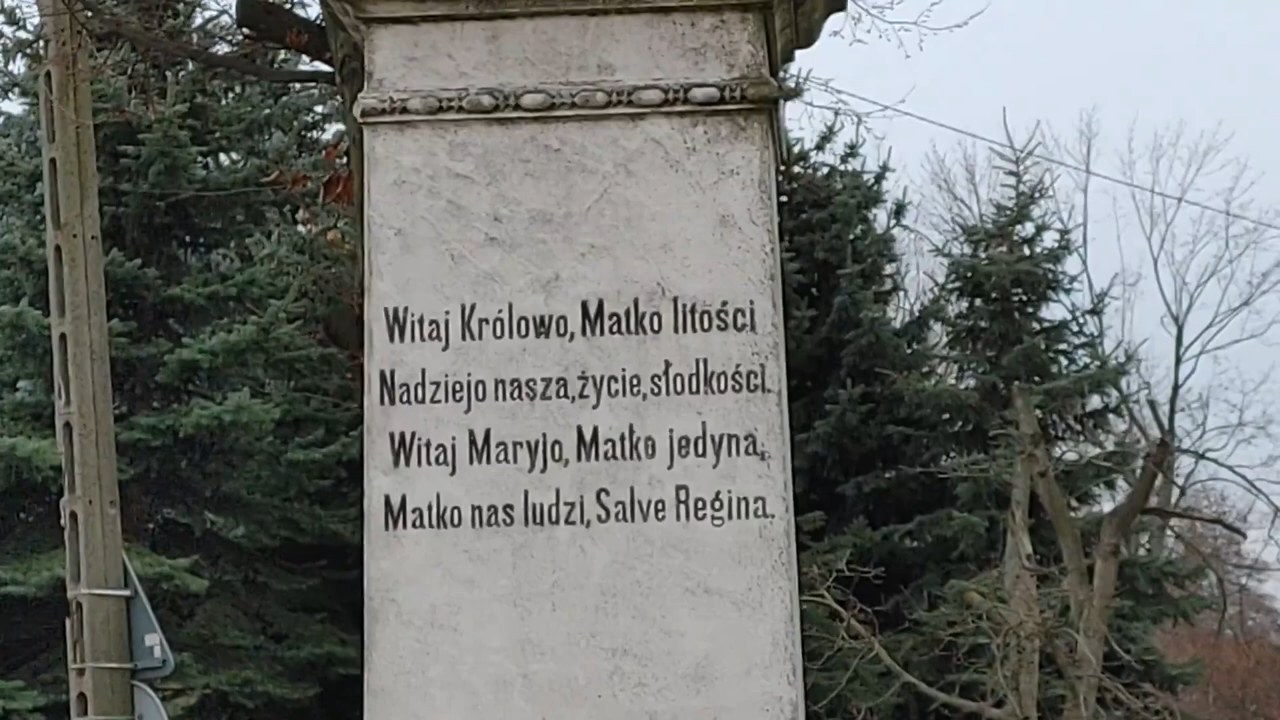 Witaj Królowo, Matko litości
Nadziejo nasza, życie, słodkości.
Witaj Maryjo, Matko jedyna,
Matko nas ludzi, Salve Regina.